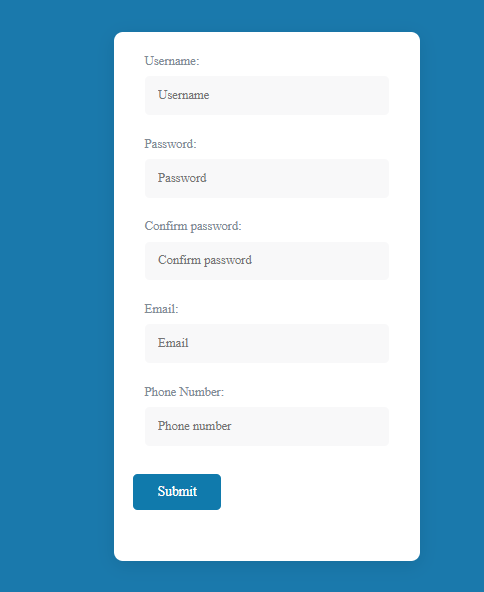 Username:
Username
Password:
Password
Confirm password:
Confirm password
Email:
Email
Phone Number:
Phone number
Submit